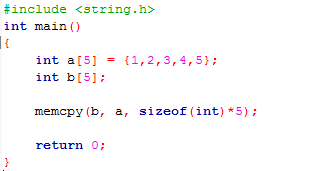 #include <string.h>
int main()
{
    int a[5] = {1,2,3,4,5};
    int b[5];
    memcpy(b, a, sizeof(int)*5);
    return 0;
}